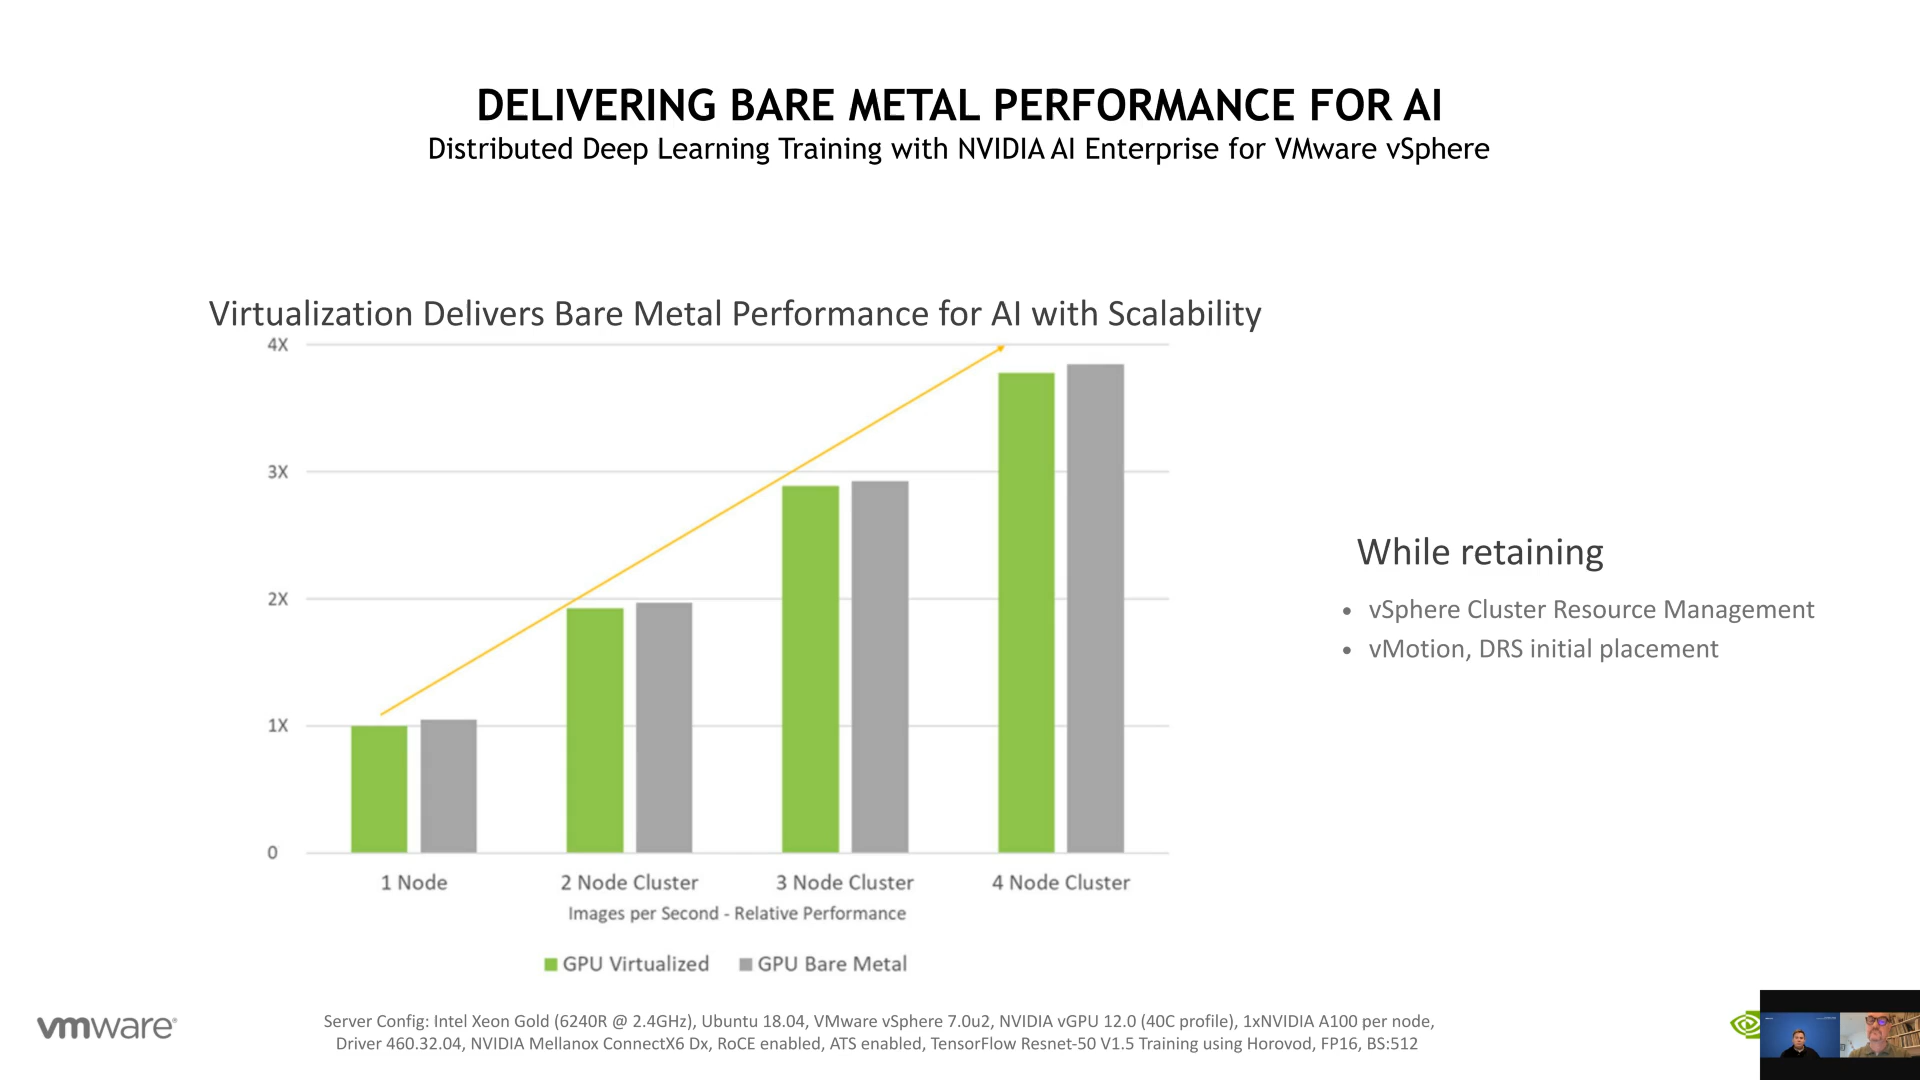 DELIVERING BARE METAL PERFORMANCE FOR AI
Distributed Deep Learning Training with NVIDIA AI Enterprise for VMware vSphere
Virtualization Delivers Bare Metal Performance for AI with Scalability
4X
3X
2X
1X
0
1 Node
2 Node Cluster
3 Node Cluster
4 Node Cluster
Images per Second - Relative Performance
GPU Virtualized
GPU Bare Metal
While retaining
• vSphere Cluster Resource Management
• vMotion, DRS initial placement
vmware®
Server Config: Intel Xeon Gold (6240R @ 2.4GHz), Ubuntu 18.04, VMware vSphere 7.0u2, NVIDIA vGPU 12.0 (40C profile), 1xNVIDIA A100 per node,
Driver 460.32.04, NVIDIA Mellanox ConnectX6 Dx, RoCE enabled, ATS enabled, TensorFlow Resnet-50 V1.5 Training using Horovod, FP16, BS:512